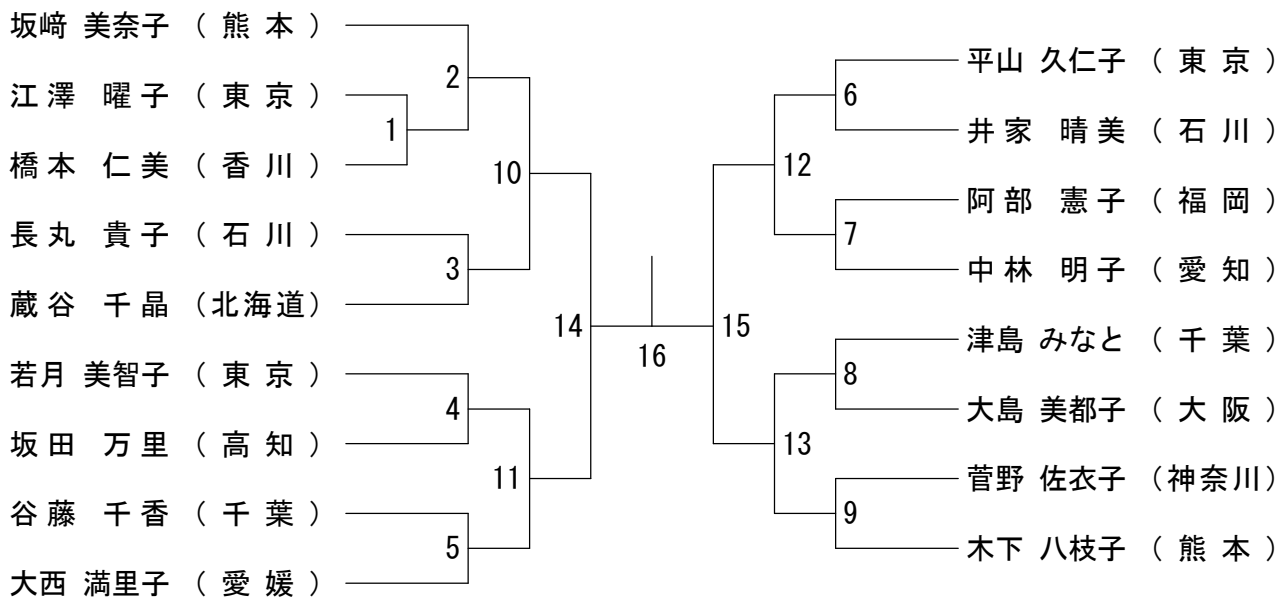 坂﨑 美奈子 （ 熊 本 ）
江 澤 曜 子 （ 東 京 ）
橋 本 仁 美 （ 香 川 ）
長 丸 貴 子 （ 石 川 ）
蔵 谷 千 晶 （北海道）
若月 美智子 （ 東 京 ）
坂 田 万 里 （ 高 知 ）
谷 藤 千 香 （ 千 葉 ）
大西 満里子 （ 愛 媛 ）
1
2
3
4
5
10
11
14
16
15
12
13
6
7
8
9
平山 久仁子 （ 東 京 ）
井 家 晴 美 （ 石 川 ）
阿 部 憲 子 （ 福 岡 ）
中 林 明 子 （ 愛 知 ）
津島 みなと （ 千 葉 ）
大島 美都子 （ 大 阪 ）
菅野 佐衣子 （神奈川）
木下 八枝子 （ 熊 本 ）